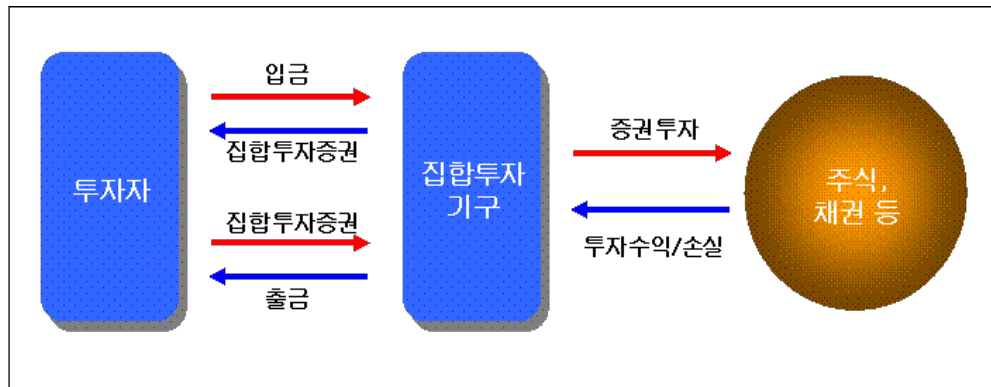 투자자
입금
집합투자증권
집합투자증권
출금
집합투자
기구
증권투자
투자수익/손실
주식,
채권 등